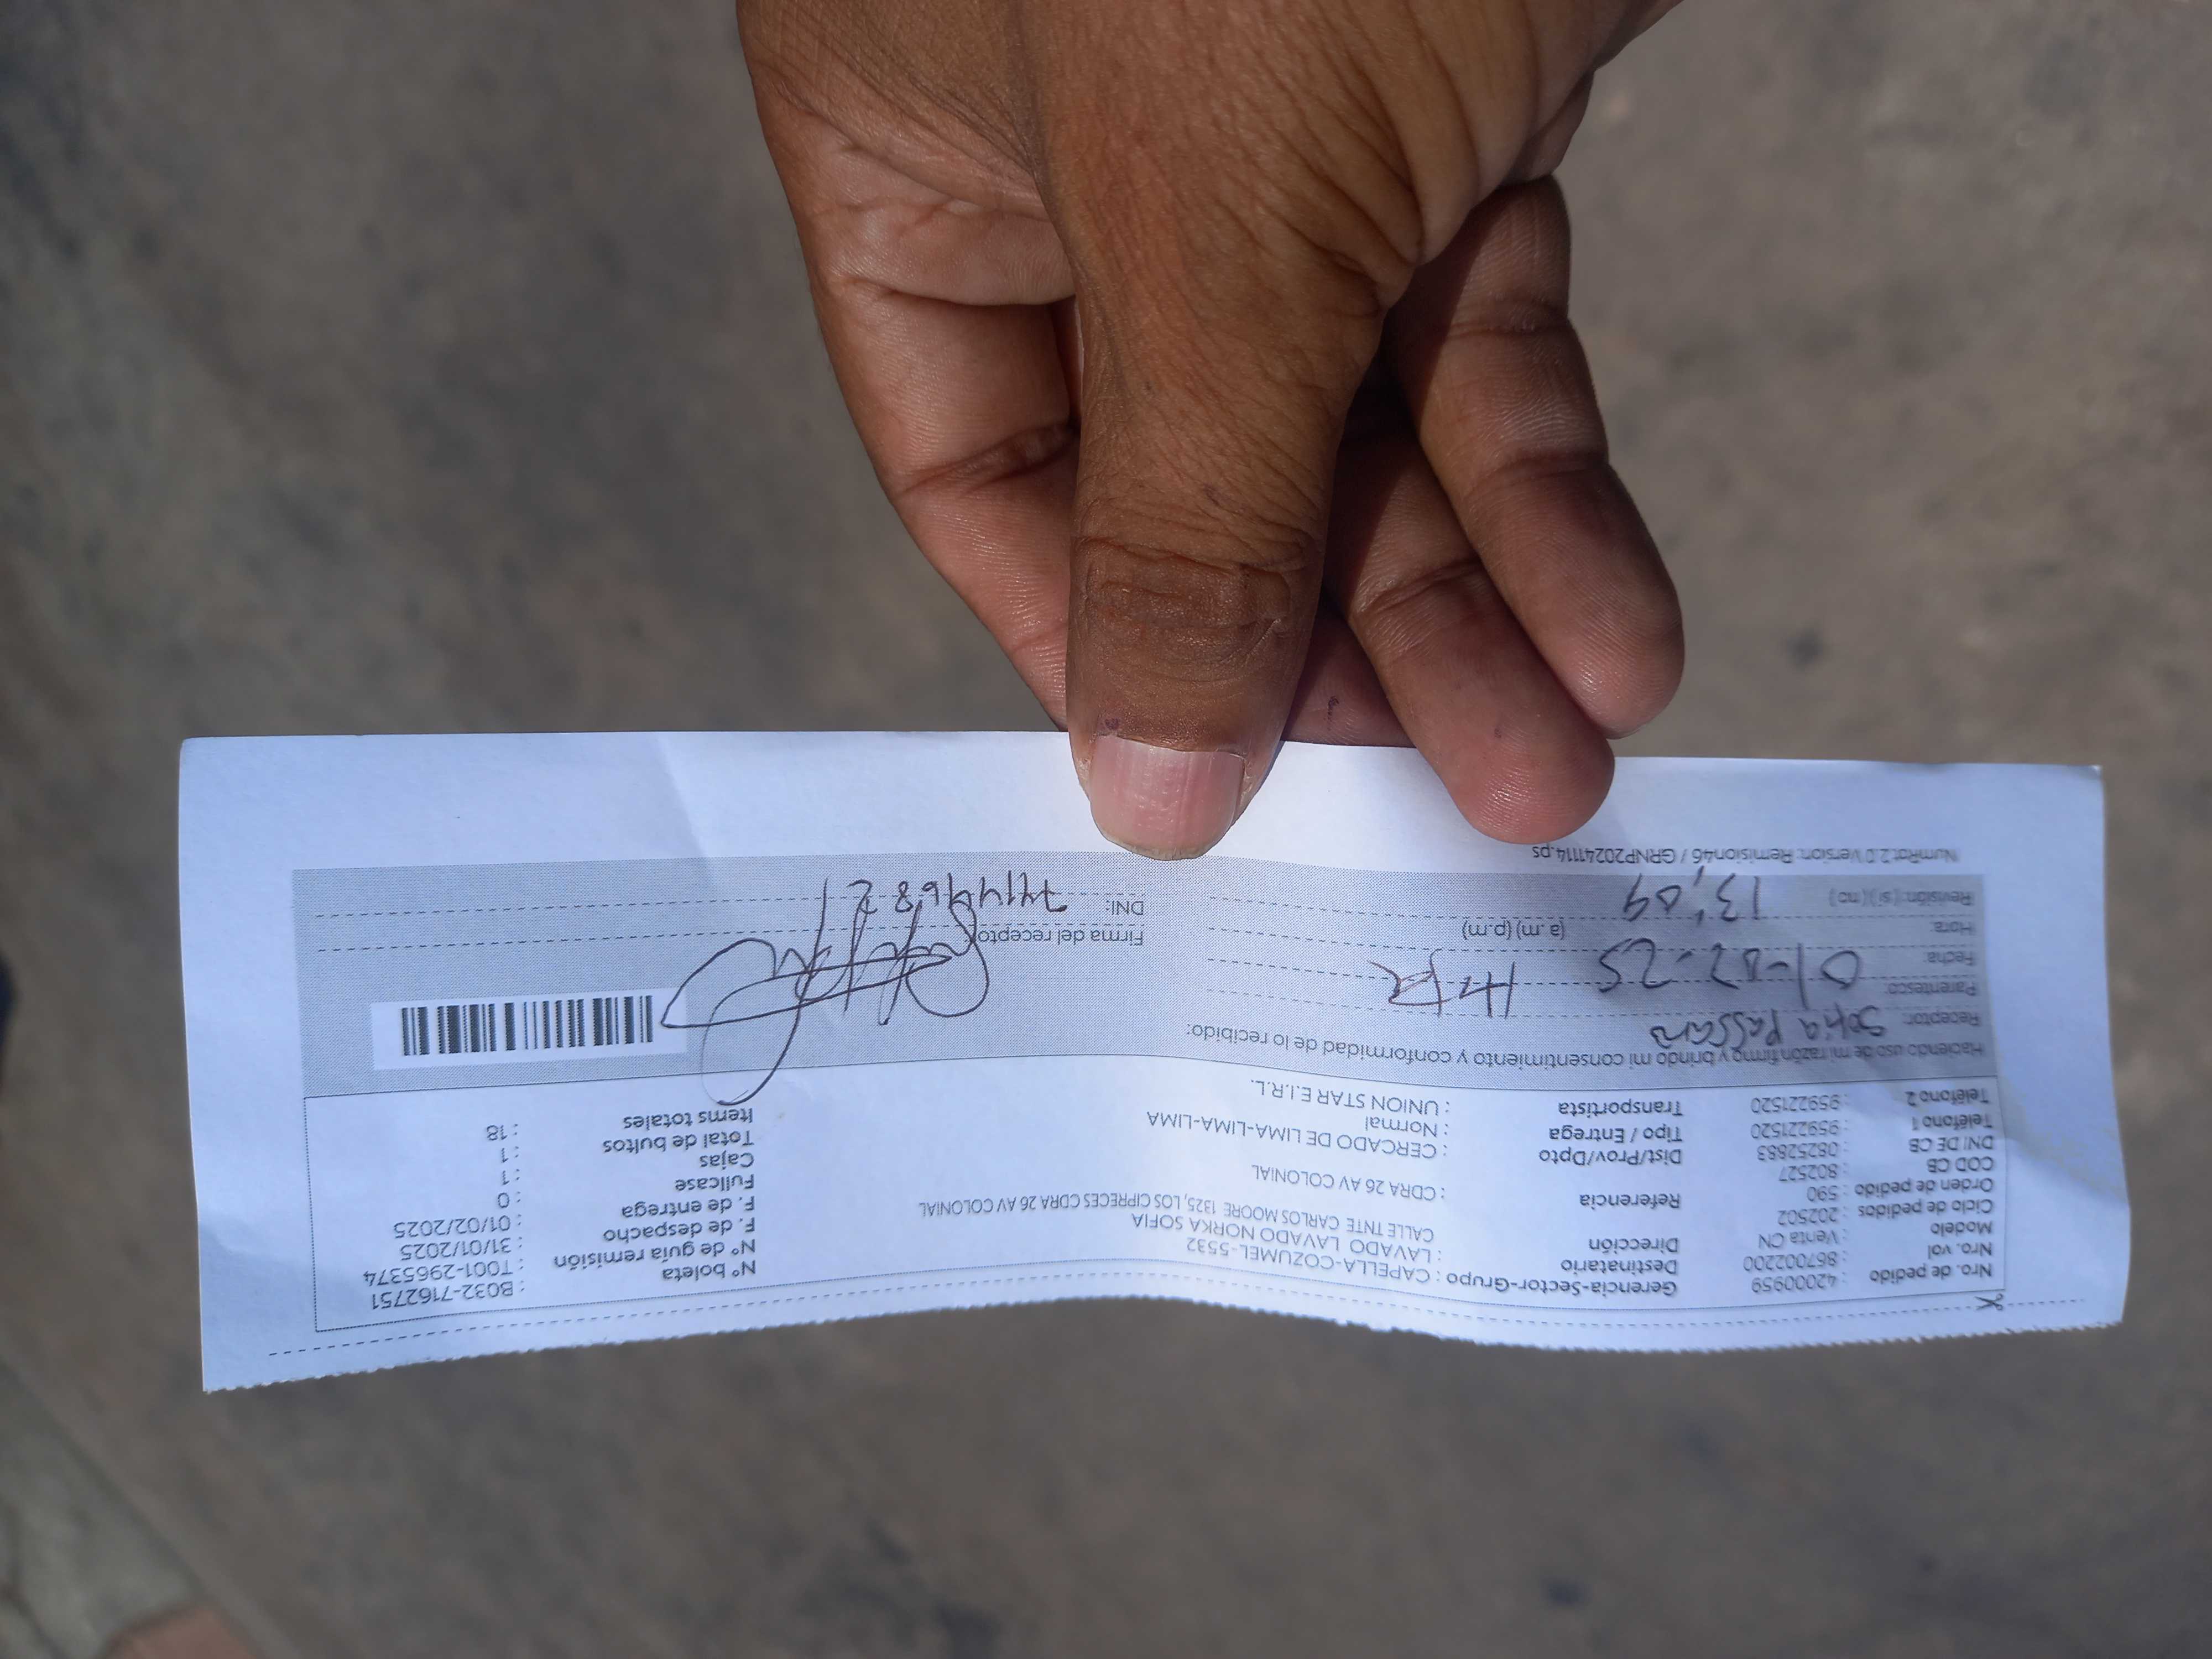 Nro. de pedido : 42000959
Nro. vol : 867002200
Modelo : Venta CN
Ciclo de pedidos : 202502
Orden de pedido : 590
COD CB : 802527
DNI DE CB : 08252883
Teléfono 1 : 959221520
Teléfono 2 : 959221520
Gerencia-Sector-Grupo : CAPELLA-COZUMEL-5532
Destinatario : LAVADO LAVADO NORKA SOFIA
Dirección CALLE TNTE CARLOS MOORE 1325, LOS CIPRECES CDRA 26 AV COLONIAL
Referencia : CDRA 26 AV COLONIAL
Dist/Prov/Dpto : CERCADO DE LIMA-LIMA-LIMA
Tipo / Entrega : Normal
Transportista : UNION STAR E.I.R.L.
N° boleta : B032-7162751
N° de guía remisión : T001-2965374
F. de despacho : 31/01/2025
F. de entrega : 01/02/2025
Fullcase : 0
Cajas : 1
Total de bultos : 1
Items totales : 18
Haciendo uso de mi razón firmo y brindo mi consentimiento y conformidad de lo recibido:
Receptor: Sofia
Parentesco: Hija
Fecha: 01-02-25
Hora: 13:09 (a.m) (p.m)
Revisión: ( sí ) ( no )
Firma del receptor:
DNI:
NumRot:2.0 Version: Remision46 / GRNP20241114.ps